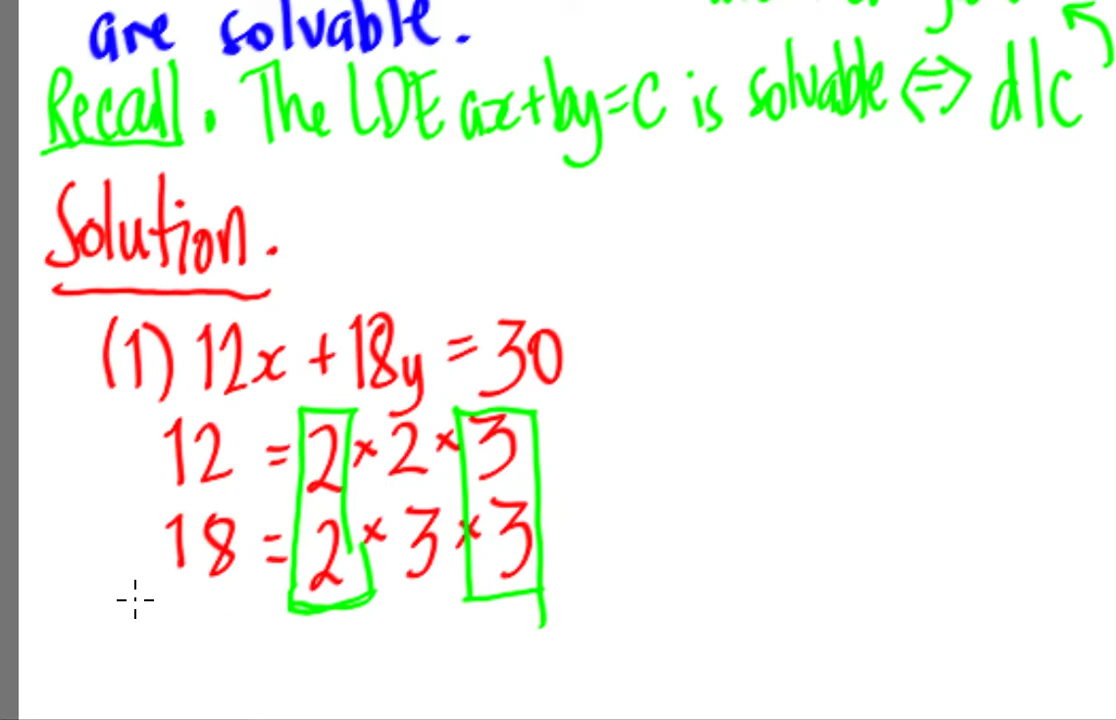 are solvable.
Recall. The LDE ax+by=c is solvable <=> d|c
Solution.
(1) 12x + 18y = 30
12 = 2 × 2 × 3
18 = 2 × 3 × 3